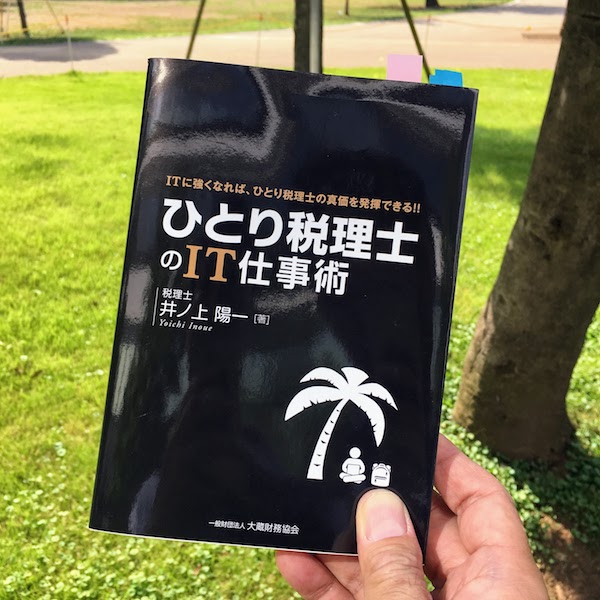 ITに強くなれば、ひとり税理士の真価を発揮できる!!
ひとり税理士
のIT仕事術
税理士
井ノ上 陽一 [著]
Yoichi Inoue
一般財団法人 大蔵財務協会